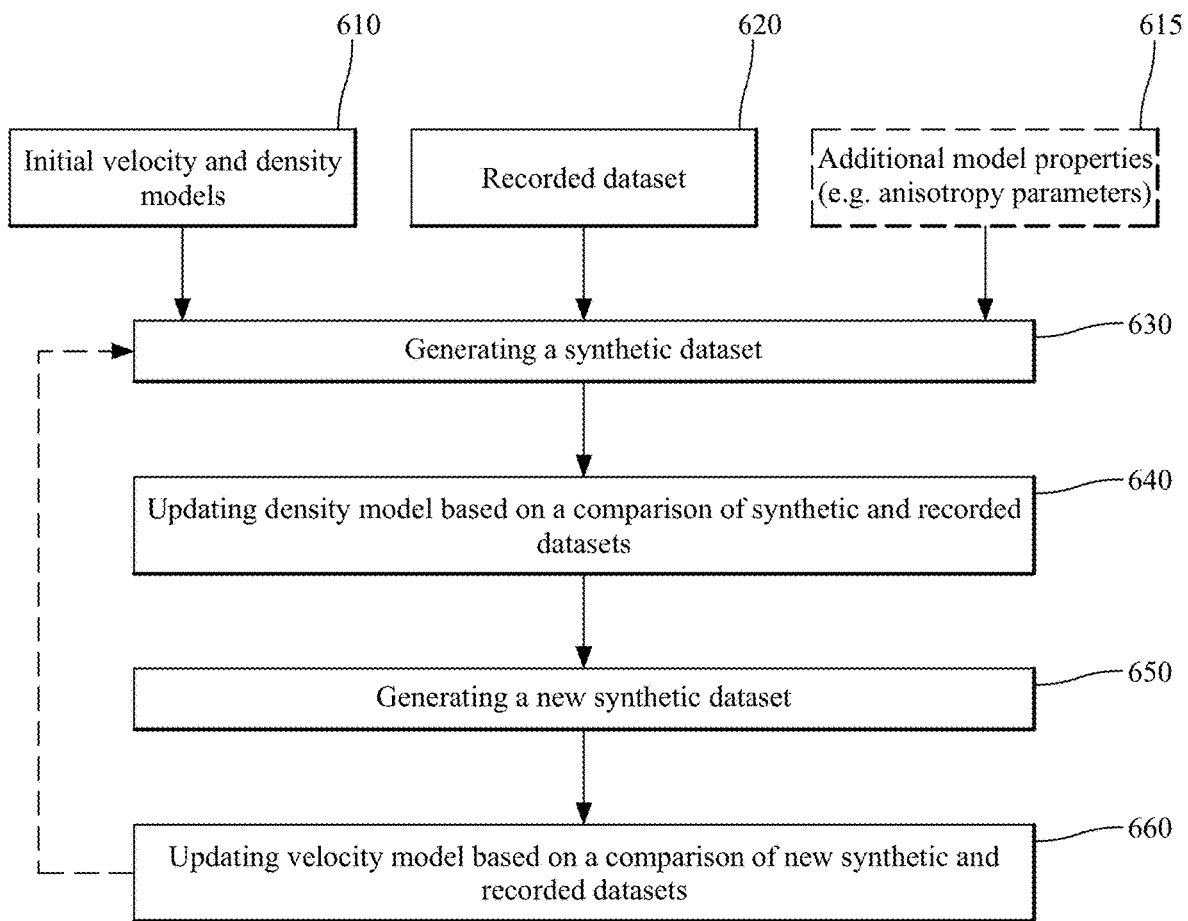 610
620
615
Initial velocity and density
models
Recorded dataset
Additional model properties
(e.g. anisotropy parameters)
630
Generating a synthetic dataset
640
Updating density model based on a comparison of synthetic and recorded
datasets
650
Generating a new synthetic dataset
660
Updating velocity model based on a comparison of new synthetic and
recorded datasets